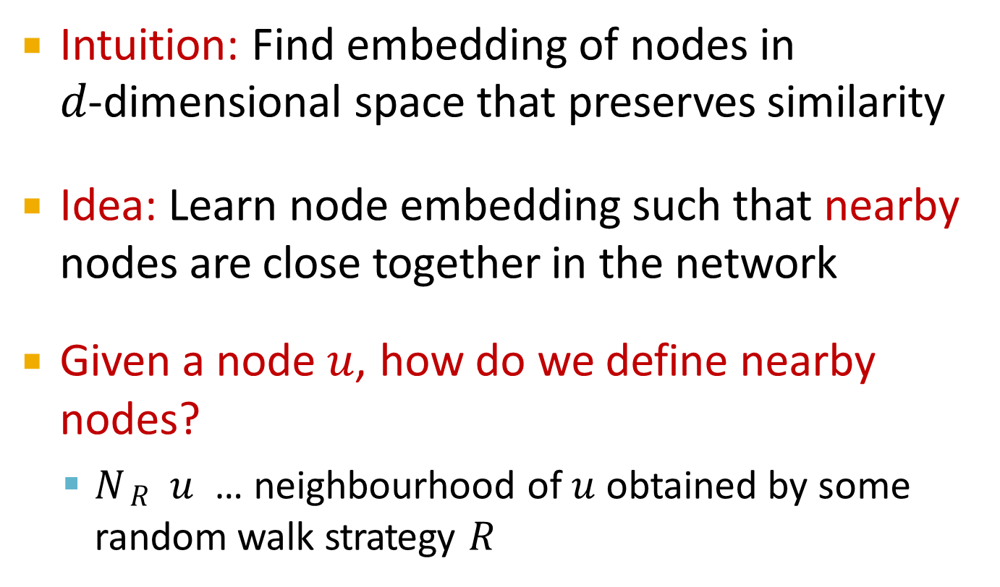 Intuition: Find embedding of nodes in
d-dimensional space that preserves similarity
Idea: Learn node embedding such that nearby
nodes are close together in the network
Given a node u, how do we define nearby
nodes?
N R u … neighbourhood of u obtained by some
random walk strategy R